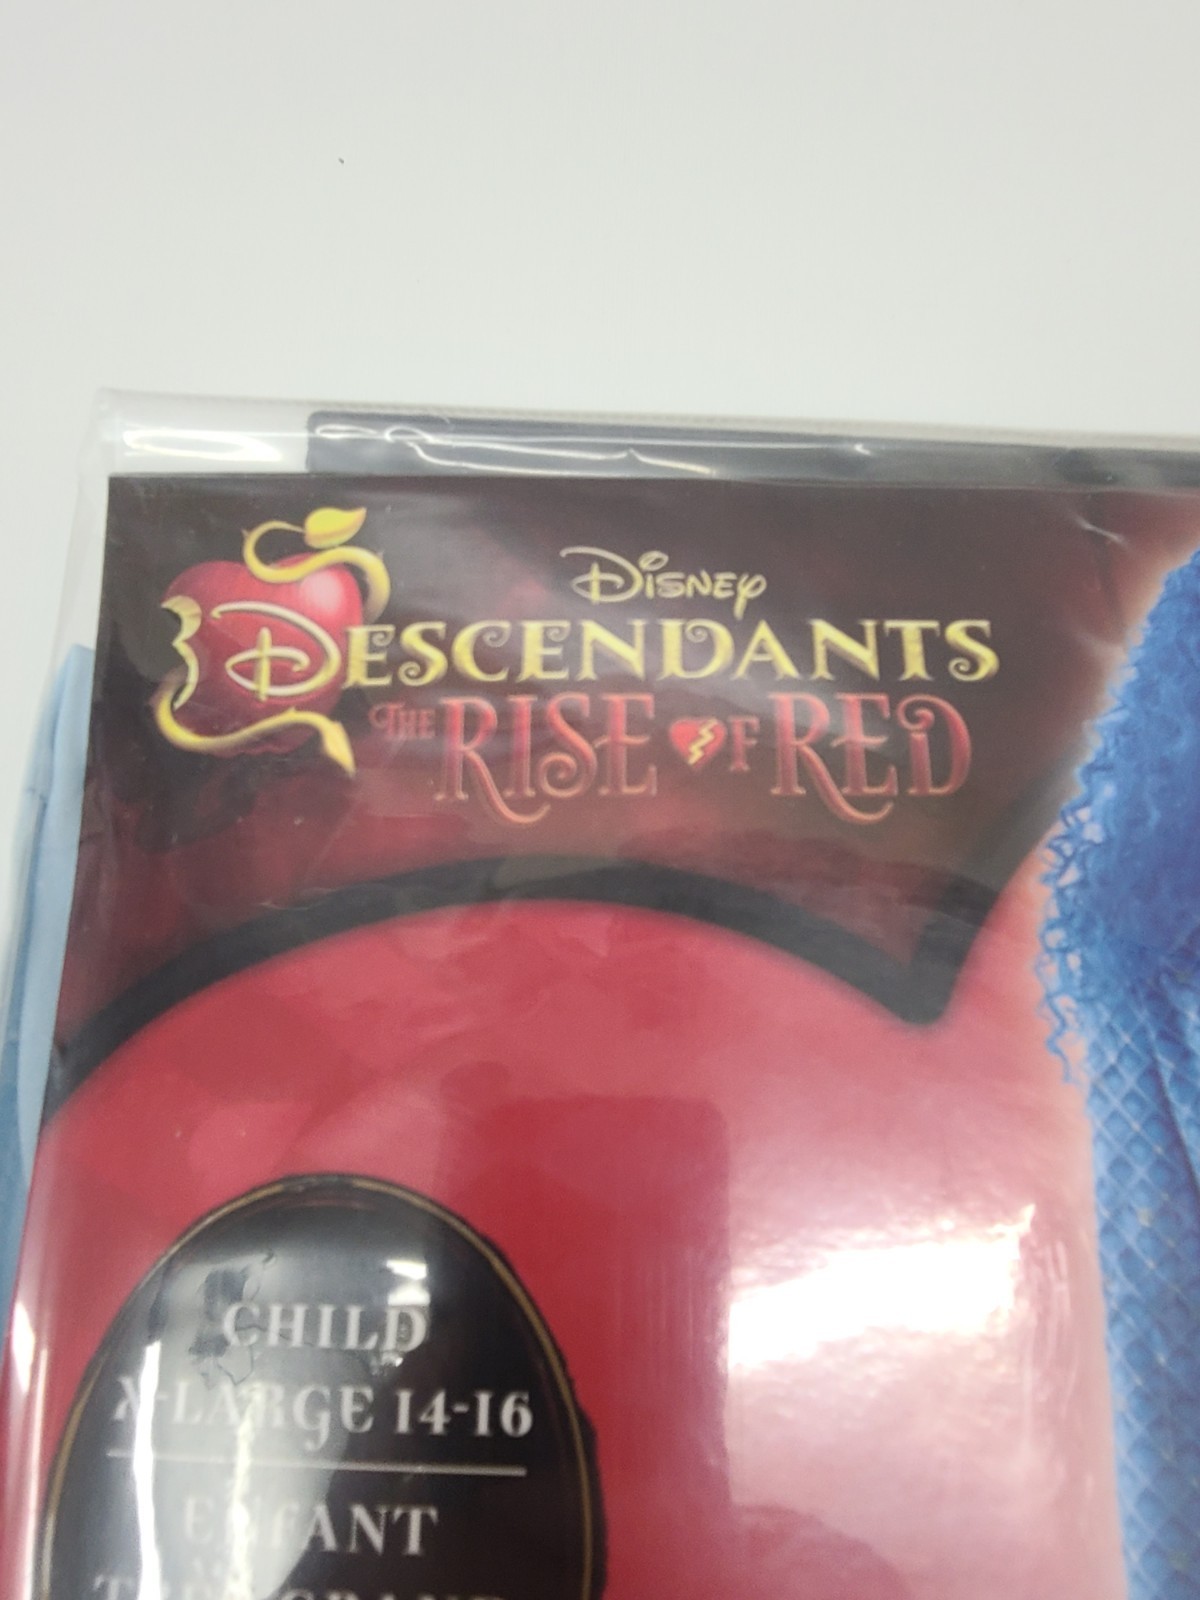 Disney
DESCENDANTS
THE RISE OF RED
CHILD
X-LARGE 14-16
ENFANT